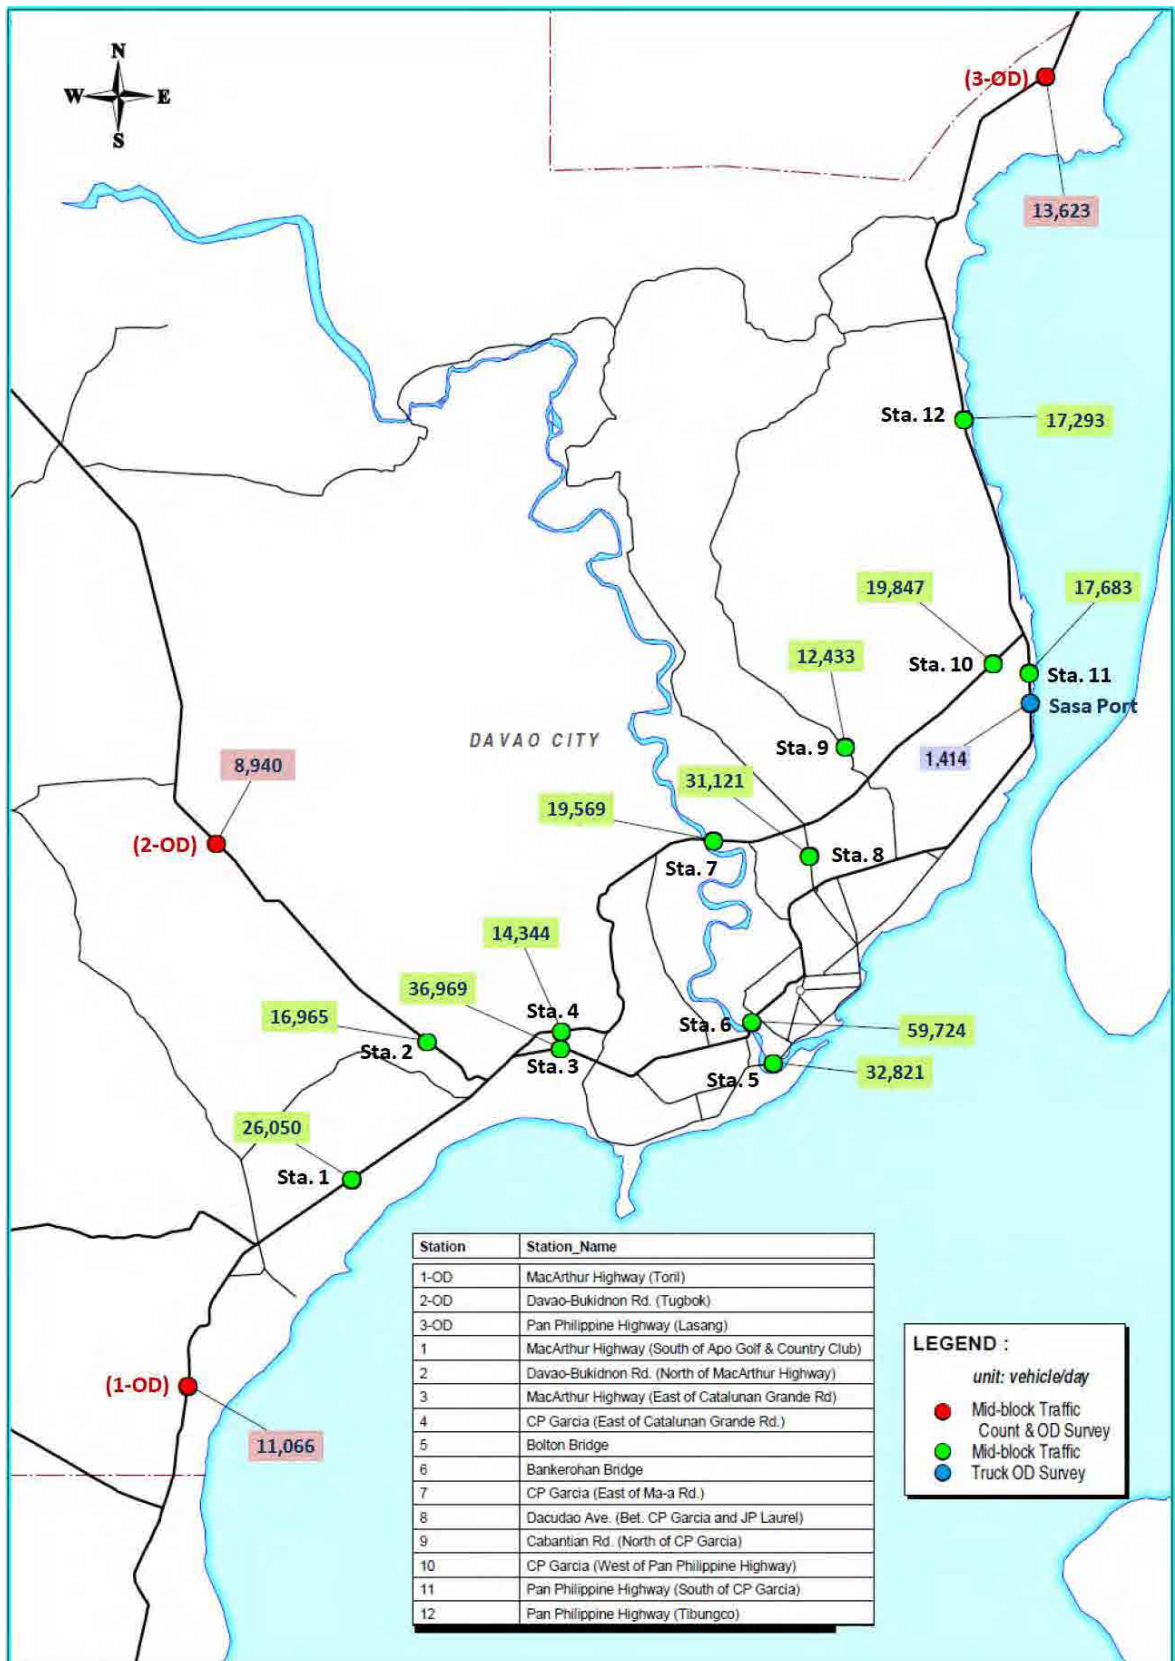 N
W E
S
(3-OD)
13,623
Sta. 12
17,293
19,847
17,683
12,433
Sta. 10
Sta. 11
Sasa Port
DAVAO CITY
Sta. 9
1,414
8,940
31,121
19,569
(2-OD)
Sta. 7
Sta. 8
14,344
36,969
16,965
Sta. 4
Sta. 6
59,724
Sta. 2
Sta. 3
Sta. 5
32,821
26,050
Sta. 1
(1-OD)
11,066
Station Station_Name
1-OD MacArthur Highway (Toril)
2-OD Davao-Bukidnon Rd. (Tugbok)
3-OD Pan Philippine Highway (Lasang)
1 MacArthur Highway (South of Apo Golf & Country Club)
2 Davao-Bukidnon Rd. (North of MacArthur Highway)
3 MacArthur Highway (East of Catalunan Grande Rd)
4 CP Garcia (East of Catalunan Grande Rd.)
5 Bolton Bridge
6 Bankerohan Bridge
7 CP Garcia (East of Ma-a Rd.)
8 Dacudao Ave. (Bet. CP Garcia and JP Laurel)
9 Cabantian Rd. (North of CP Garcia)
10 CP Garcia (West of Pan Philippine Highway)
11 Pan Philippine Highway (South of CP Garcia)
12 Pan Philippine Highway (Tibungco)
LEGEND :
unit: vehicle/day
Mid-block Traffic
Count & OD Survey
Mid-block Traffic
Truck OD Survey